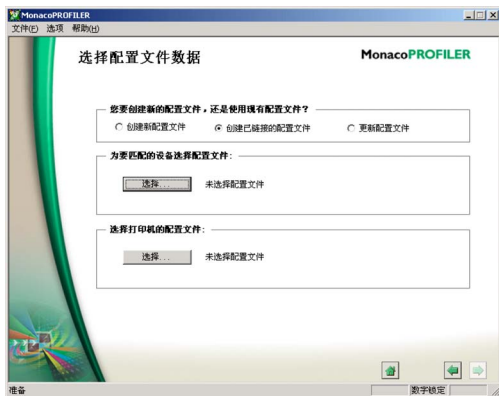 MonacoPROFILER
文件(F) 选项 帮助(H)
选择配置文件数据
MonacoPROFILER
您要创建新的配置文件，还是使用现有配置文件？
创建新配置文件 创建已链接的配置文件 更新配置文件
为要匹配的设备选择配置文件：
选择... 未选择配置文件
选择打印机的配置文件：
选择... 未选择配置文件
准备 数字锁定